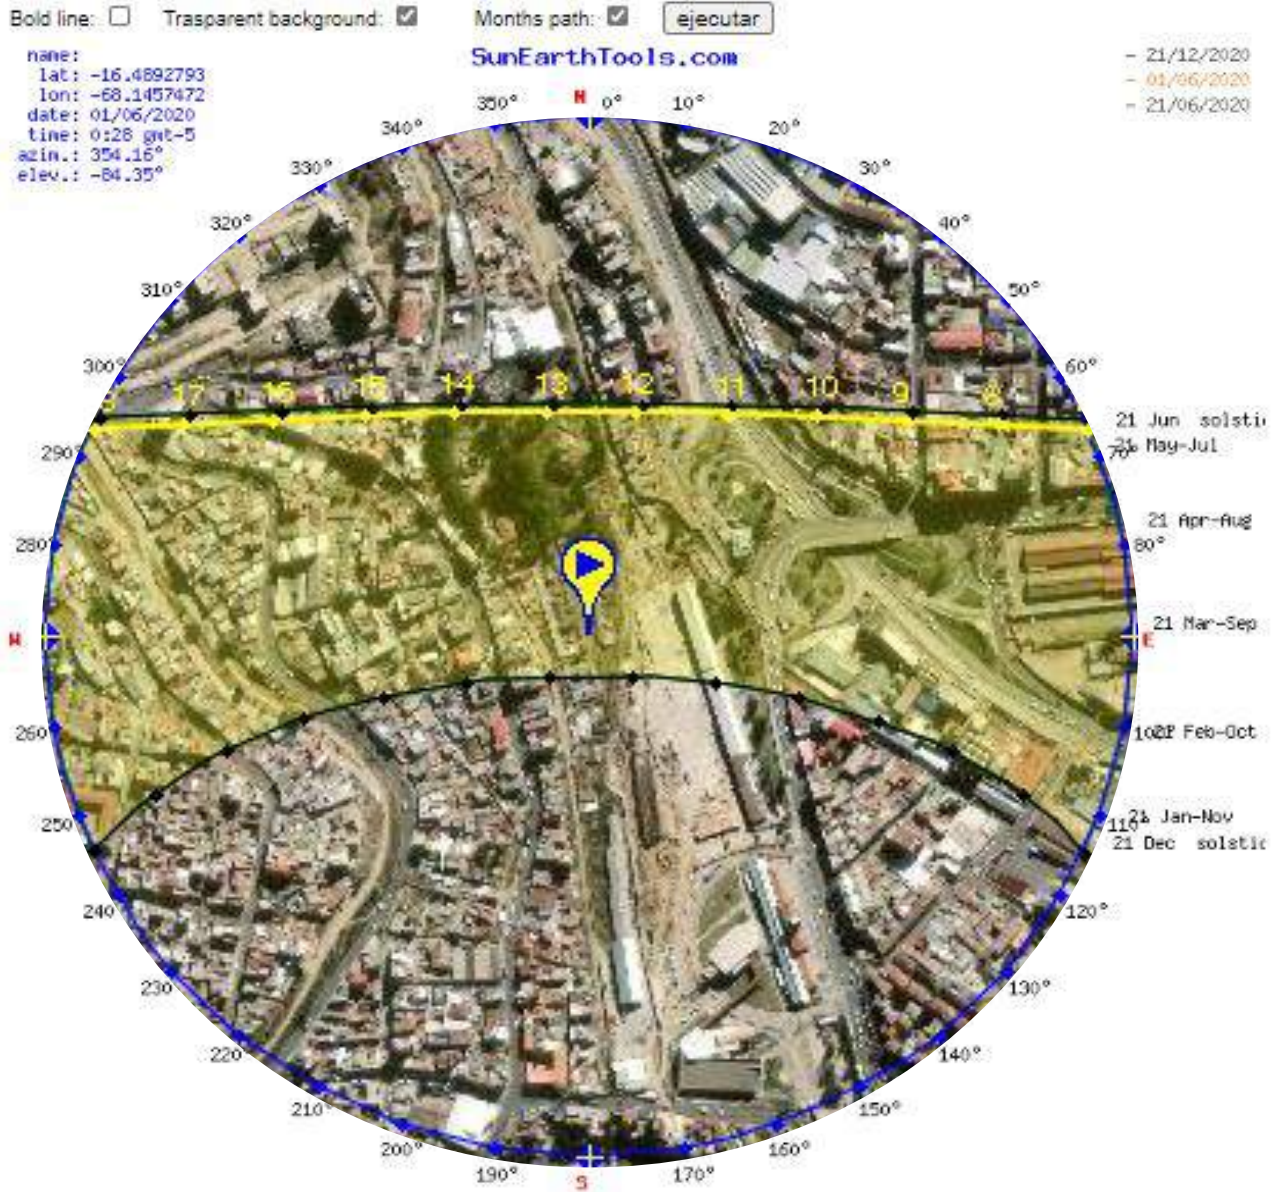 Bold line: Trasparent background: Months path: ejecutar
name:
lat: -16.4892793
lon: -68.1457472
date: 01/06/2020
time: 0:28 gmt-5
azim.: 354.16°
elev.: -84.35°
SunEarthTools.com
- 21/12/2020
- 01/06/2020
- 21/06/2020
350° N 0° 10°
340° 20°
330° 30°
320° 40°
310° 50°
300° 60°
17 16 15 14 13 12 11 10 9 8
21 Jun solsti
290° 70° 21 May-Jul
21 Apr-Aug
280° 80°
21 Mar-Sep
W E
260° 100° 21 Feb-Oct
250° 110° 21 Jan-Nov
21 Dec solstic
240° 120°
230° 130°
220° 140°
210° 150°
200° 160°
190° S 170°